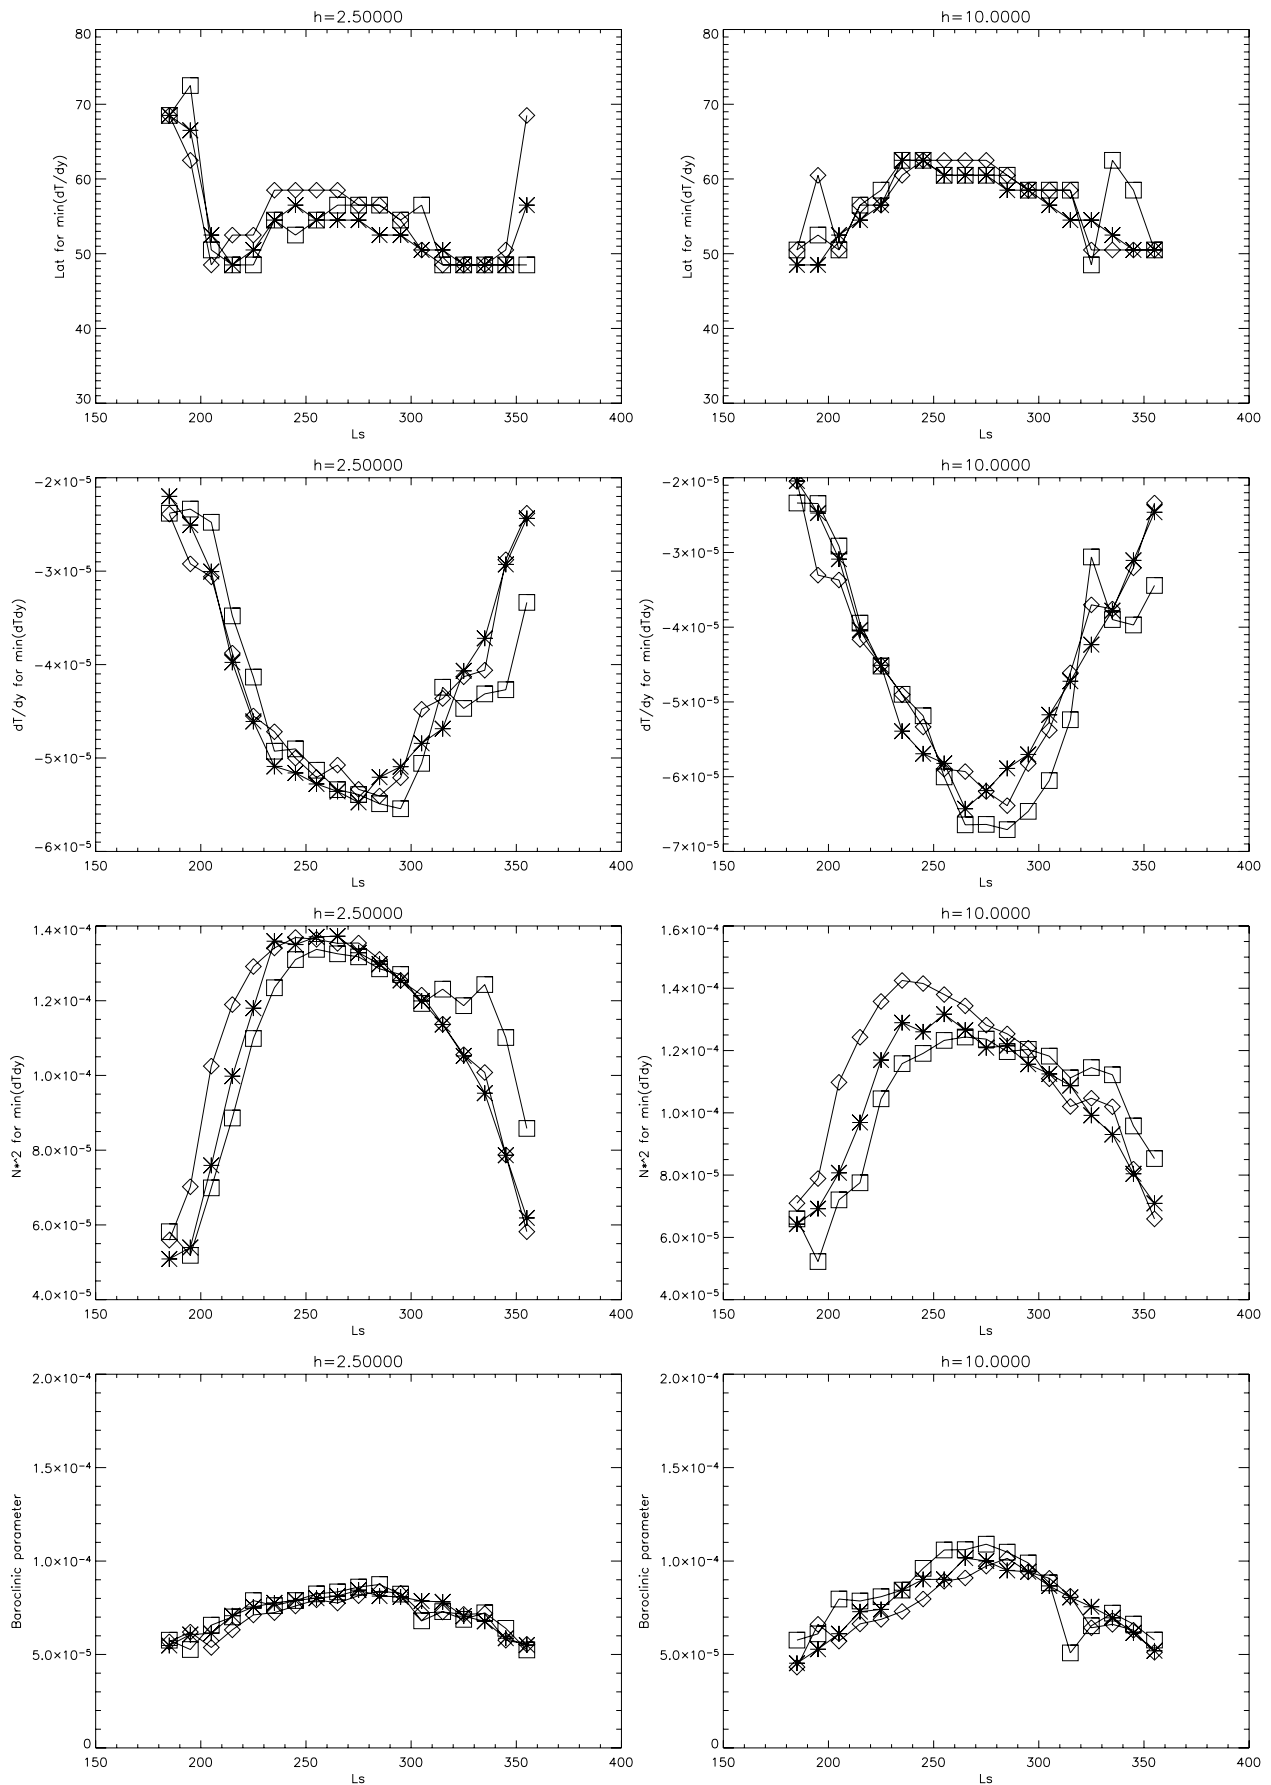 h=2.50000
80
70
60
50
40
30
Lat for min(dT/dy)
150 200 250 300 350 400
Ls
h=10.0000
80
70
60
50
40
30
Lat for min(dT/dy)
150 200 250 300 350 400
Ls
h=2.50000
−2×10⁻⁵
−3×10⁻⁵
−4×10⁻⁵
−5×10⁻⁵
−6×10⁻⁵
dT/dy for min(dTdy)
150 200 250 300 350 400
Ls
h=10.0000
−2×10⁻⁵
−3×10⁻⁵
−4×10⁻⁵
−5×10⁻⁵
−6×10⁻⁵
−7×10⁻⁵
dT/dy for min(dTdy)
150 200 250 300 350 400
Ls
h=2.50000
1.4×10⁻⁴
1.2×10⁻⁴
1.0×10⁻⁴
8.0×10⁻⁵
6.0×10⁻⁵
4.0×10⁻⁵
N*^2 for min(dTdy)
150 200 250 300 350 400
Ls
h=10.0000
1.6×10⁻⁴
1.4×10⁻⁴
1.2×10⁻⁴
1.0×10⁻⁴
8.0×10⁻⁵
6.0×10⁻⁵
4.0×10⁻⁵
N*^2 for min(dTdy)
150 200 250 300 350 400
Ls
h=2.50000
2.0×10⁻⁴
1.5×10⁻⁴
1.0×10⁻⁴
5.0×10⁻⁵
0
Baroclinic parameter
150 200 250 300 350 400
Ls
h=10.0000
2.0×10⁻⁴
1.5×10⁻⁴
1.0×10⁻⁴
5.0×10⁻⁵
0
Baroclinic parameter
150 200 250 300 350 400
Ls